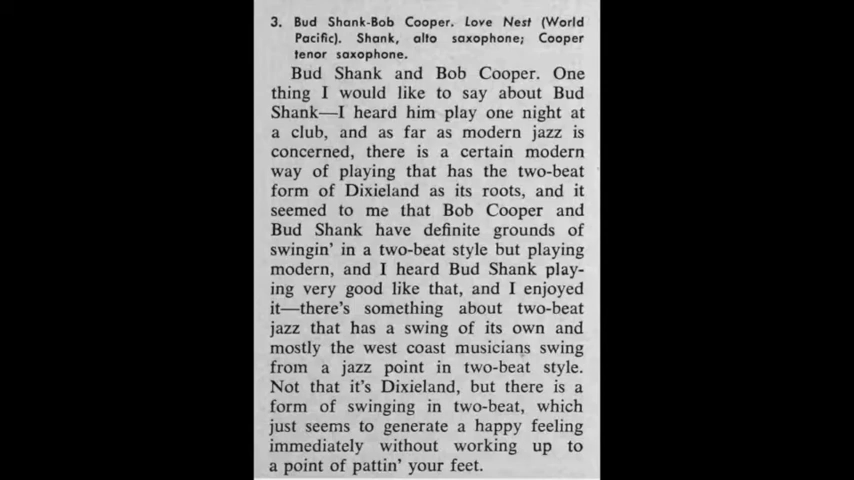 3. Bud Shank-Bob Cooper. Love Nest (World
Pacific). Shank, alto saxophone; Cooper
tenor saxophone.
Bud Shank and Bob Cooper. One
thing I would like to say about Bud
Shank—I heard him play one night at
a club, and as far as modern jazz is
concerned, there is a certain modern
way of playing that has the two-beat
form of Dixieland as its roots, and it
seemed to me that Bob Cooper and
Bud Shank have definite grounds of
swingin’ in a two-beat style but playing
modern, and I heard Bud Shank play-
ing very good like that, and I enjoyed
it—there’s something about two-beat
jazz that has a swing of its own and
mostly the west coast musicians swing
from a jazz point in two-beat style.
Not that it’s Dixieland, but there is a
form of swinging in two-beat, which
just seems to generate a happy feeling
immediately without working up to
a point of pattin’ your feet.